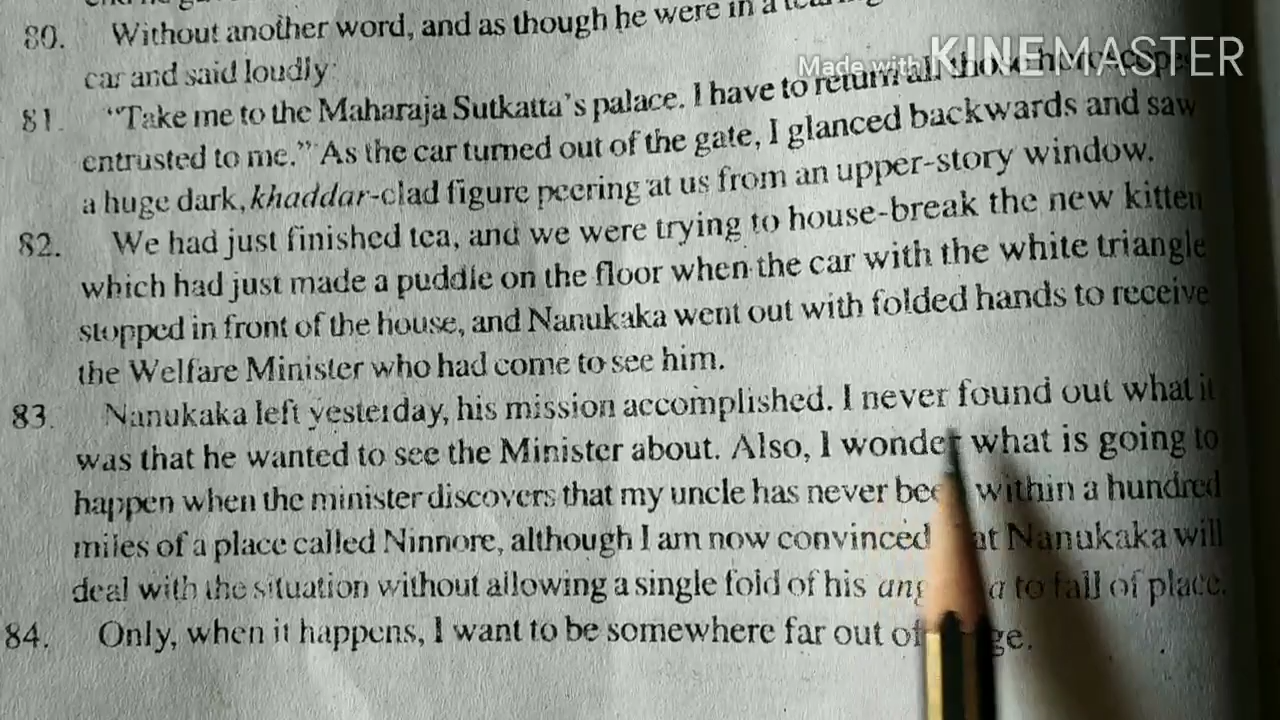 80. Without another word, and as though he were in a
car and said loudly
Made with KINEMASTER
81. "Take me to the Maharaja Sutkatta's palace. I have to return all those horoscopes
entrusted to me." As the car turned out of the gate, I glanced backwards and saw
a huge dark, khaddar-clad figure peering at us from an upper-story window.
82. We had just finished tea, and we were trying to house-break the new kitten
which had just made a puddle on the floor when the car with the white triangle
stopped in front of the house, and Nanukaka went out with folded hands to receive
the Welfare Minister who had come to see him.
83. Nanukaka left yesterday, his mission accomplished. I never found out what it
was that he wanted to see the Minister about. Also, I wonder what is going to
happen when the minister discovers that my uncle has never been within a hundred
miles of a place called Ninnore, although I am now convinced Nanukaka will
deal with the situation without allowing a single fold of his to fall of place.
84. Only, when it happens, I want to be somewhere far out of